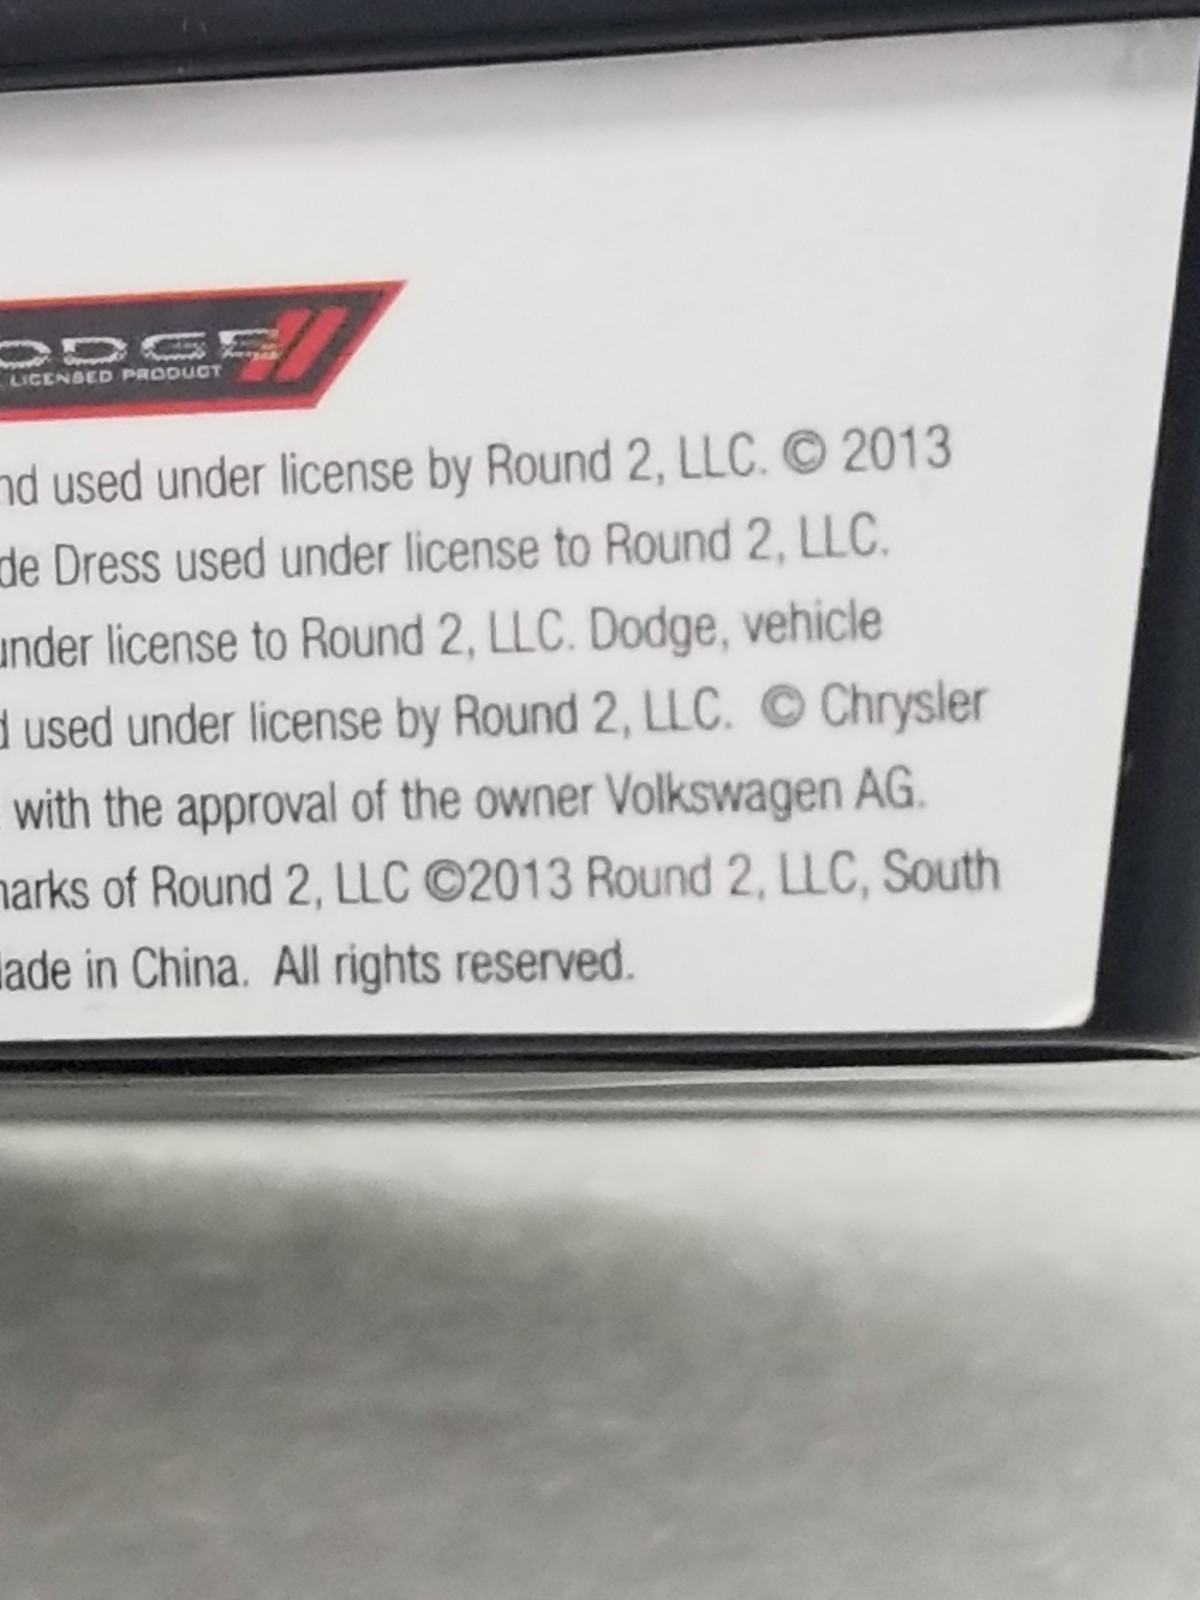 ODGE
LICENSED PRODUCT
nd used under license by Round 2, LLC. © 2013
de Dress used under license to Round 2, LLC.
under license to Round 2, LLC. Dodge, vehicle
d used under license by Round 2, LLC. © Chrysler
with the approval of the owner Volkswagen AG.
arks of Round 2, LLC ©2013 Round 2, LLC, South
ade in China. All rights reserved.